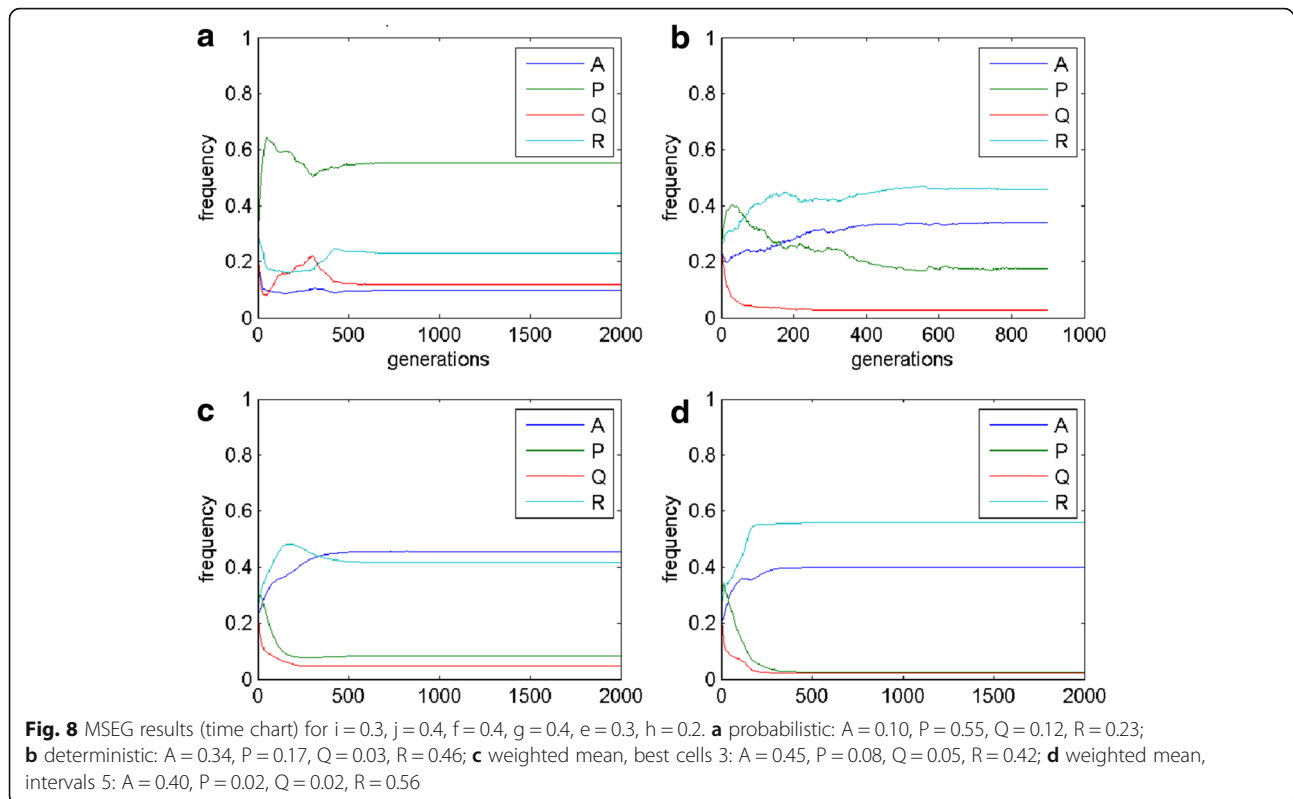 a
1
0.8
0.6
0.4
0.2
0
frequency
0 500 1000 1500 2000
generations
A
P
Q
R
b
1
0.8
0.6
0.4
0.2
0
frequency
0 200 400 600 800 1000
generations
A
P
Q
R
c
1
0.8
0.6
0.4
0.2
0
frequency
0 500 1000 1500 2000
A
P
Q
R
d
1
0.8
0.6
0.4
0.2
0
frequency
0 500 1000 1500 2000
A
P
Q
R
Fig. 8 MSEG results (time chart) for i = 0.3, j = 0.4, f = 0.4, g = 0.4, e = 0.3, h = 0.2. a probabilistic: A = 0.10, P = 0.55, Q = 0.12, R = 0.23;
b deterministic: A = 0.34, P = 0.17, Q = 0.03, R = 0.46; c weighted mean, best cells 3: A = 0.45, P = 0.08, Q = 0.05, R = 0.42; d weighted mean,
intervals 5: A = 0.40, P = 0.02, Q = 0.02, R = 0.56